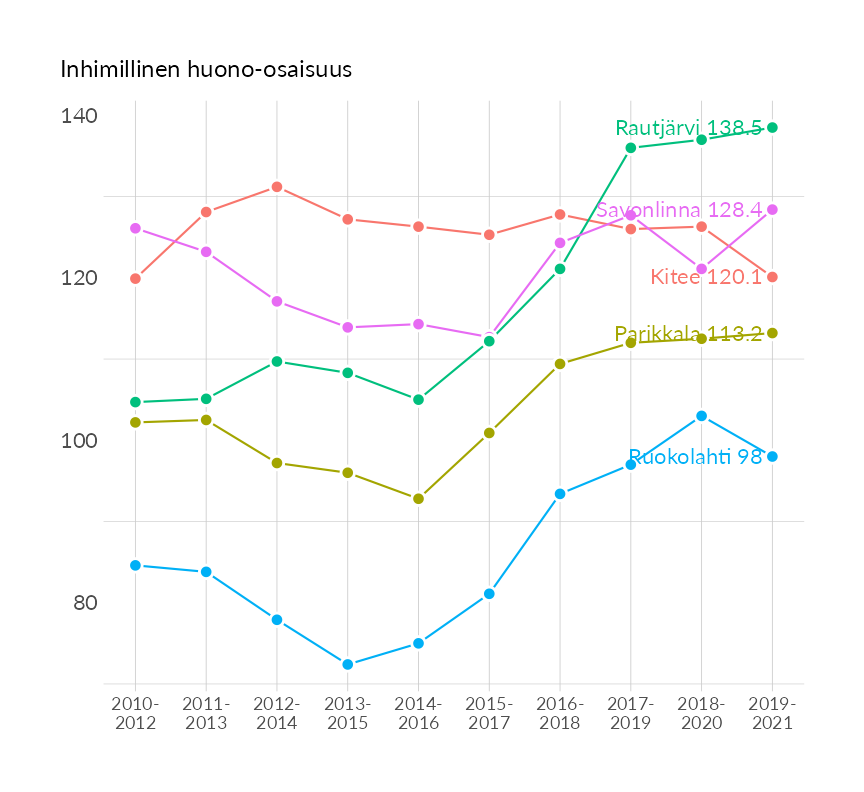 Inhimillinen huono-osaisuus
140
Rautjärvi 138.5
Savonlinna 128.4
120
Kitee 120.1
Parikkala 113.2
100
Ruokolahti 98
80
2010- 2011- 2012- 2013- 2014- 2015- 2016- 2017- 2018- 2019-
2012 2013 2014 2015 2016 2017 2018 2019 2020 2021